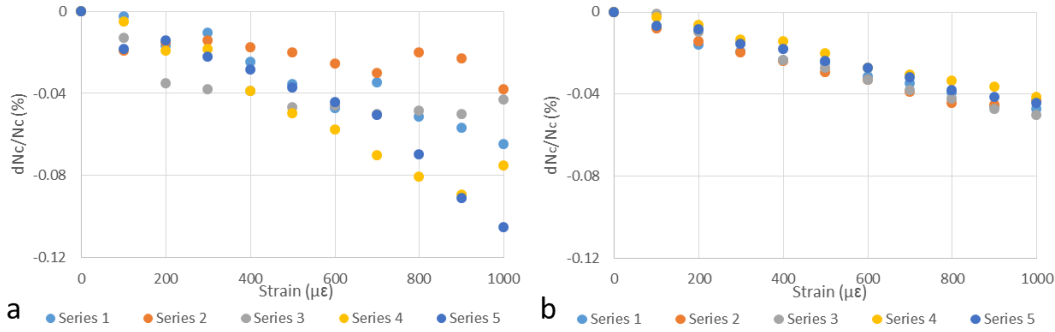 0 200 400 600 800 1000
0
-0.04
-0.08
-0.12
dNc/Nc (%)
Strain (µɛ)
a
Series 1 Series 2 Series 3 Series 4 Series 5
0 200 400 600 800 1000
0
-0.04
-0.08
-0.12
dNc/Nc (%)
Strain (µɛ)
b
Series 1 Series 2 Series 3 Series 4 Series 5